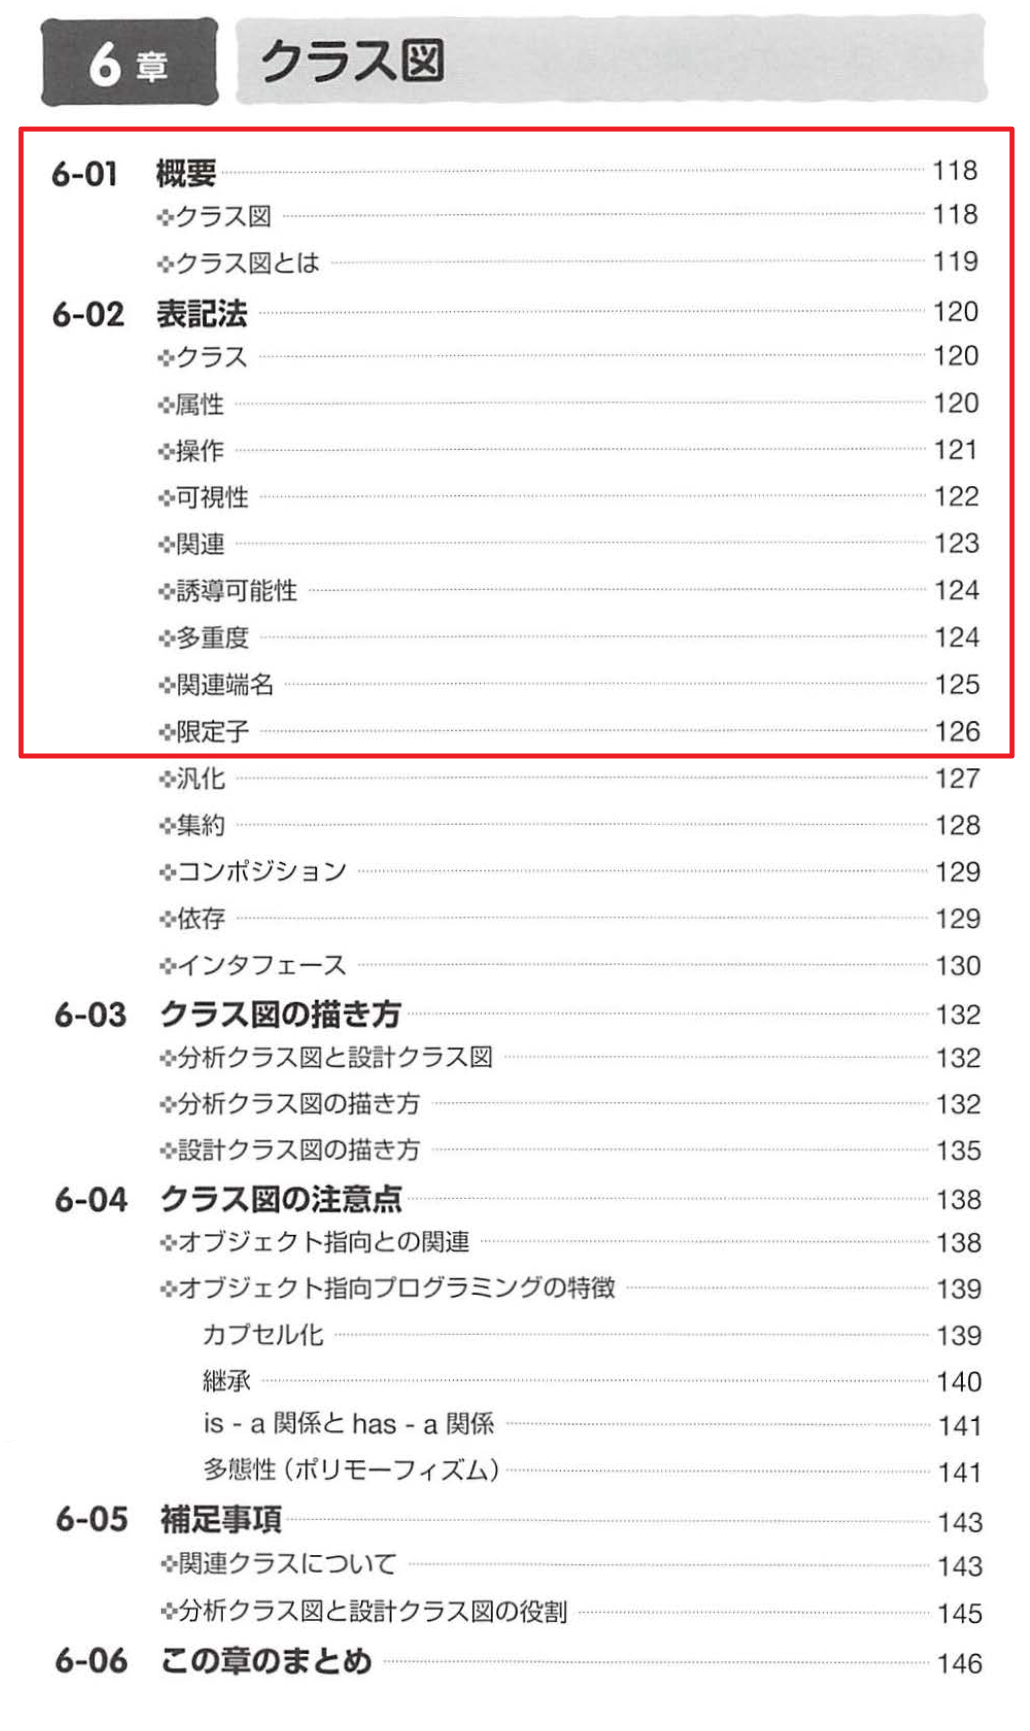 6章 クラス図
6-01 概要 118
❖クラス図 118
❖クラス図とは 119
6-02 表記法 120
❖クラス 120
❖属性 120
❖操作 121
❖可視性 122
❖関連 123
❖誘導可能性 124
❖多重度 124
❖関連端名 125
❖限定子 126
❖汎化 127
❖集約 128
❖コンポジション 129
❖依存 129
❖インタフェース 130
6-03 クラス図の描き方 132
❖分析クラス図と設計クラス図 132
❖分析クラス図の描き方 132
❖設計クラス図の描き方 135
6-04 クラス図の注意点 138
❖オブジェクト指向との関連 138
❖オブジェクト指向プログラミングの特徴 139
カプセル化 139
継承 140
is - a 関係と has - a 関係 141
多態性（ポリモーフィズム） 141
6-05 補足事項 143
❖関連クラスについて 143
❖分析クラス図と設計クラス図の役割 145
6-06 この章のまとめ 146